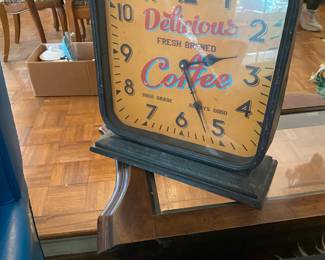 Delicious
FRESH BREWED
Coffee
HIGH GRADE ALWAYS GOOD
10 9 8 7 6 5 4 3 2